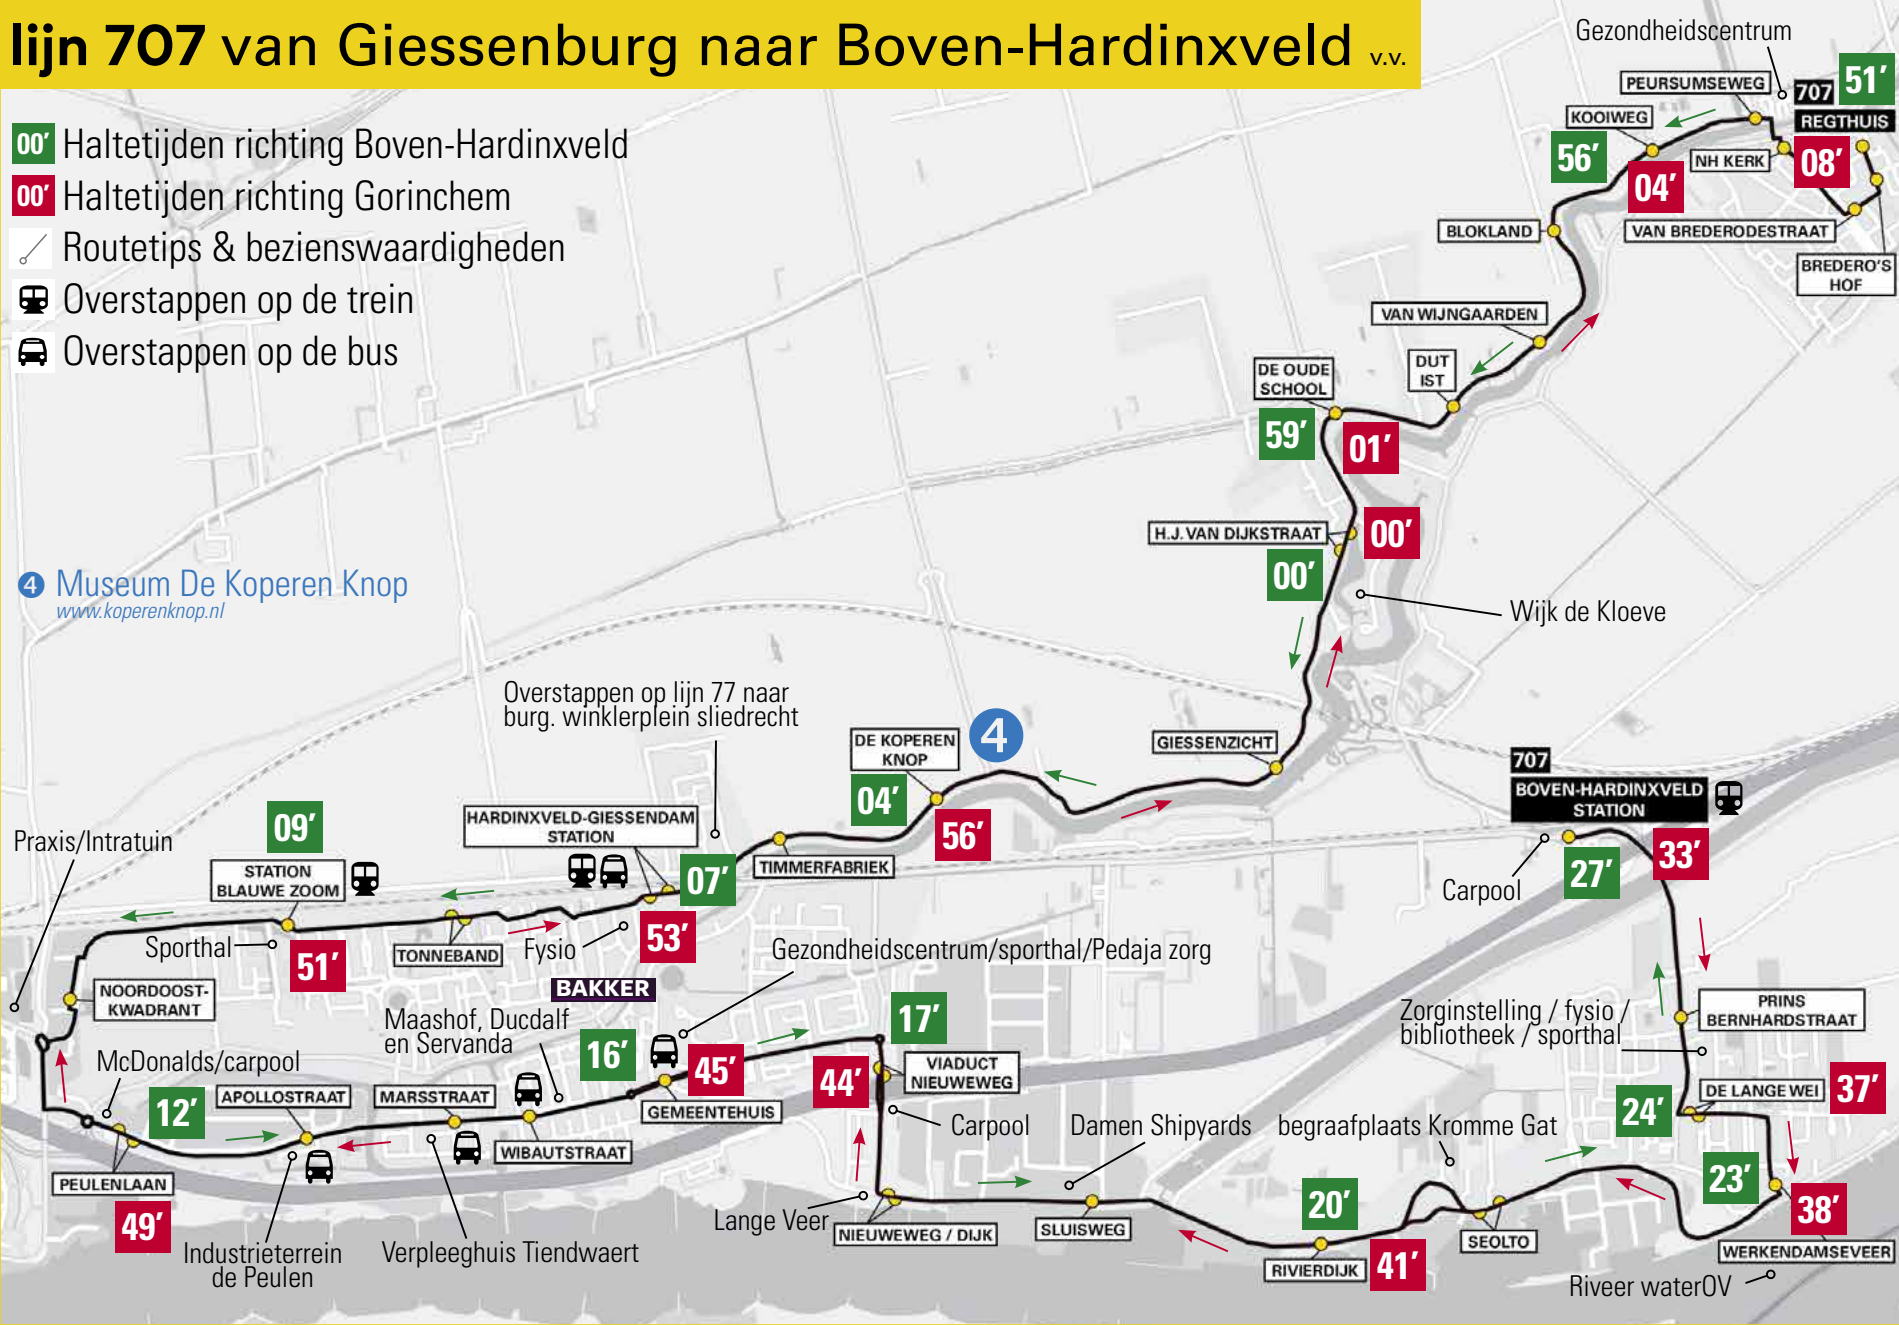 lijn 707 van Giessenburg naar Boven-Hardinxveld v.v.
00’ Haltetijden richting Boven-Hardinxveld
00’ Haltetijden richting Gorinchem
Routetips & bezienswaardigheden
Overstappen op de trein
Overstappen op de bus
4 Museum De Koperen Knop
www.koperenknop.nl
Gezondheidscentrum
51’
PEURSUMSEWEG
707
REGTHUIS
KOOIWEG
56’
04’
NH KERK
08’
BLOKLAND
VAN BREDERODESTRAAT
BREDERO'S
HOF
VAN WIJNGAARDEN
DUT
IST
DE OUDE
SCHOOL
59’
01’
H.J. VAN DIJKSTRAAT
00’
00’
Wijk de Kloeve
Overstappen op lijn 77 naar
burg. winklerplein sliedrecht
DE KOPEREN
KNOP
4
GIESSENZICHT
04’
56’
707
BOVEN-HARDINXVELD
STATION
HARDINXVELD-GIESSENDAM
STATION
TIMMERFABRIEK
07’
53’
Praxis/Intratuin
09’
STATION
BLAUWE ZOOM
Sporthal
51’
TONNEBAND
Fysio
Carpool
27’
33’
BAKKER
Gezondheidscentrum/sporthal/Pedaja zorg
NOORDOOST-
KWADRANT
Maashof, Ducdalf
en Servanda
16’
45’
17’
44’
VIADUCT
NIEUWEWEG
Zorginstelling / fysio /
bibliotheek / sporthal
PRINS
BERNHARDSTRAAT
McDonalds/carpool
12’
APOLLOSTRAAT
MARSSTRAAT
GEMEENTEHUIS
WIBAUTSTRAAT
Carpool
Damen Shipyards
begraafplaats Kromme Gat
24’
DE LANGE WEI
37’
PEULENLAAN
49’
Industrieterrein
de Peulen
Verpleeghuis Tiendwaert
Lange Veer
NIEUWEWEG / DIJK
SLUISWEG
20’
RIVIERDIJK
41’
SEOLTO
23’
38’
WERKENDAMSEVEER
Riveer waterOV